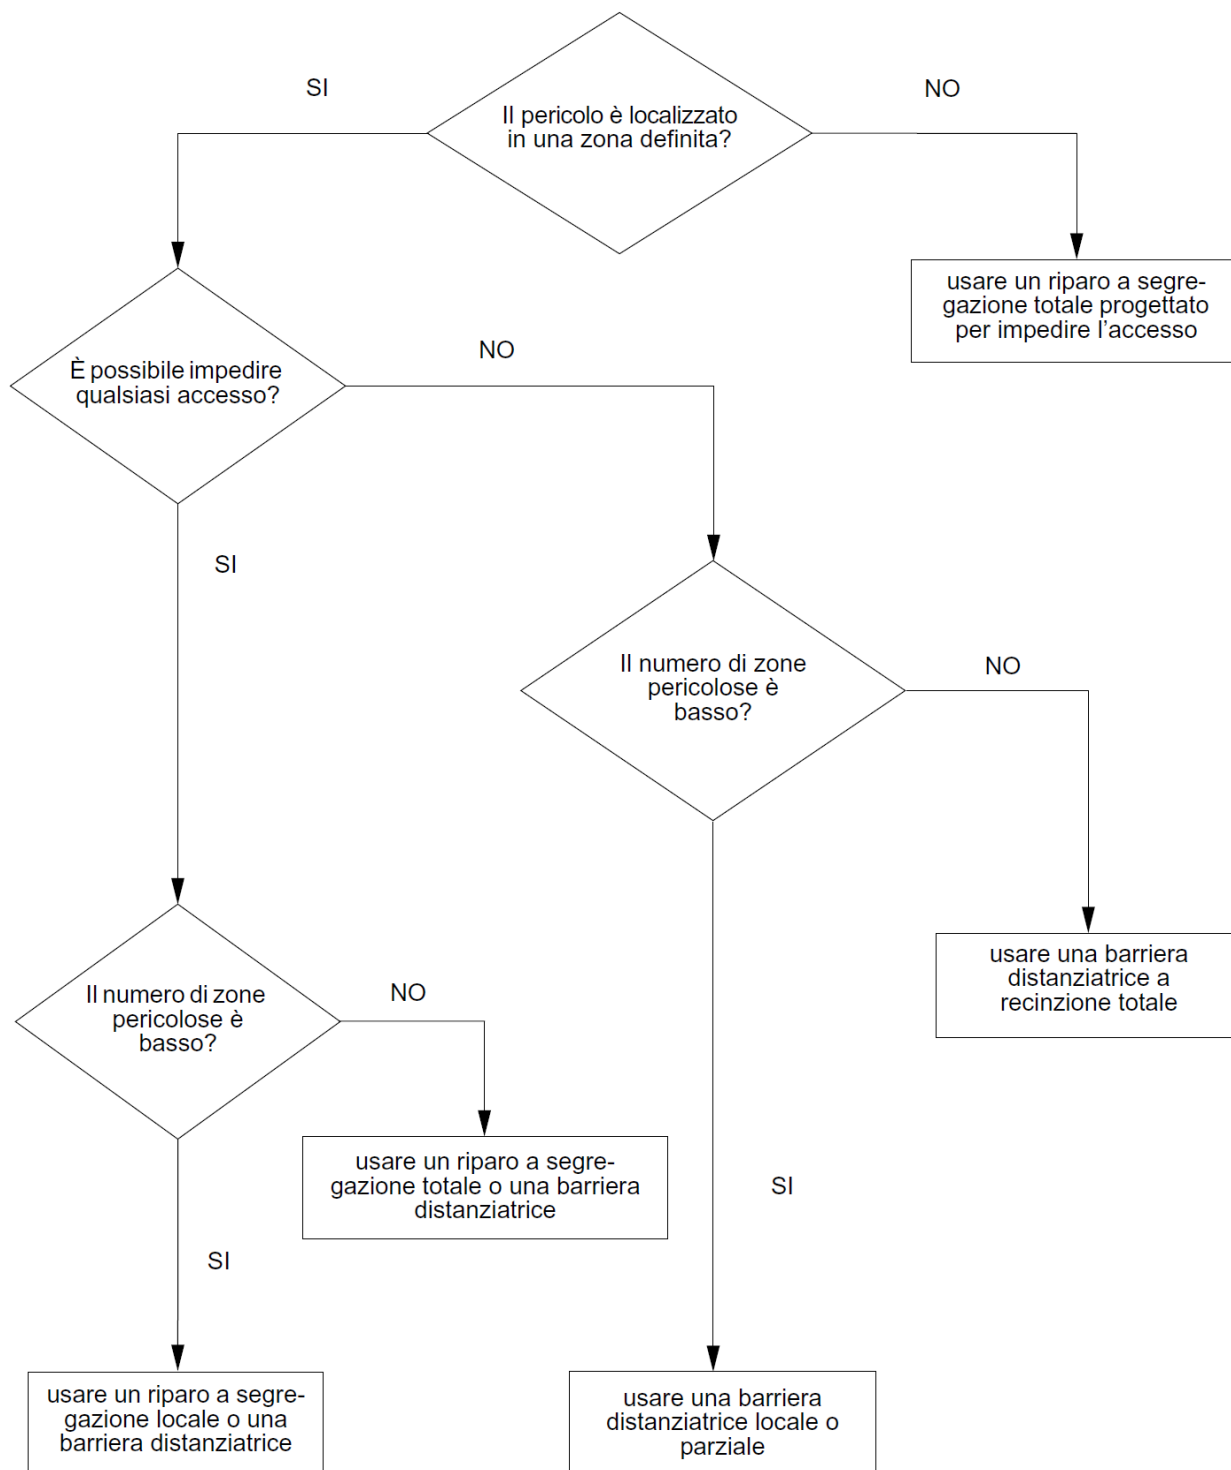 SI
NO
Il pericolo è localizzato
in una zona definita?
usare un riparo a segre-
gazione totale progettato
per impedire l'accesso
È possibile impedire
qualsiasi accesso?
NO
SI
Il numero di zone
pericolose è
basso?
NO
usare una barriera
distanziatrice a
recinzione totale
Il numero di zone
pericolose è
basso?
NO
usare un riparo a segre-
gazione totale o una barriera
distanziatrice
SI
SI
usare un riparo a segre-
gazione locale o una
barriera distanziatrice
usare una barriera
distanziatrice locale o
parziale